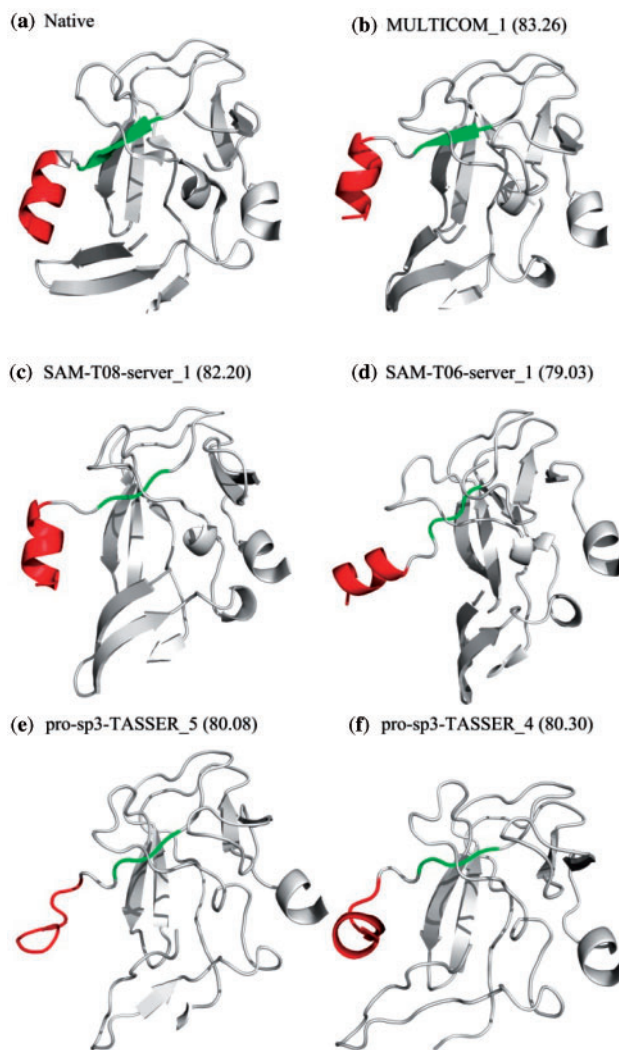 (a) Native
(b) MULTICOM_1 (83.26)
(c) SAM-T08-server_1 (82.20)
(d) SAM-T06-server_1 (79.03)
(e) pro-sp3-TASSER_5 (80.08)
(f) pro-sp3-TASSER_4 (80.30)